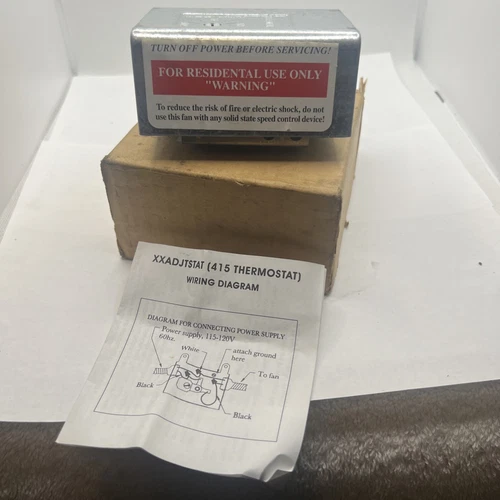 TURN OFF POWER BEFORE SERVICING!
FOR RESIDENTAL USE ONLY
"WARNING"
To reduce the risk of fire or electric shock, do not
use this fan with any solid state speed control device!
XXADJTSTAT (415 THERMOSTAT)
WIRING DIAGRAM
DIAGRAM FOR CONNECTING POWER SUPPLY
Power supply, 115-120V
60hz.
White
attach ground
here
To fan
Black
Black